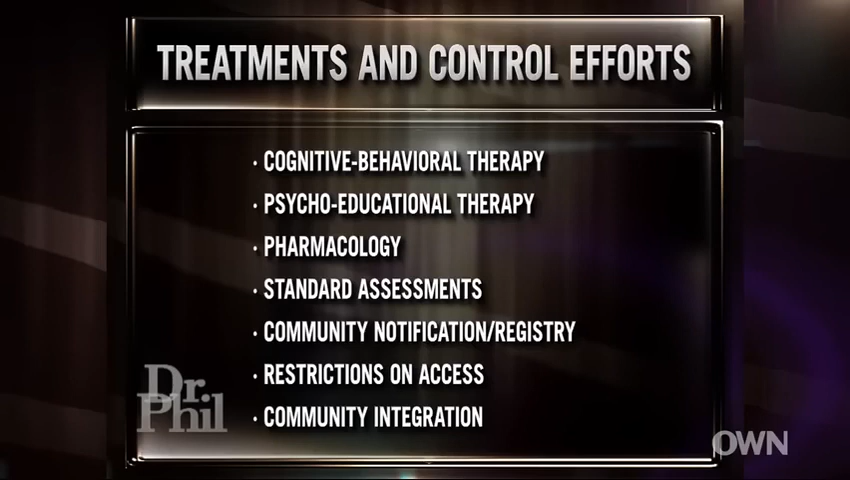 TREATMENTS AND CONTROL EFFORTS
· COGNITIVE-BEHAVIORAL THERAPY
· PSYCHO-EDUCATIONAL THERAPY
· PHARMACOLOGY
· STANDARD ASSESSMENTS
· COMMUNITY NOTIFICATION/REGISTRY
· RESTRICTIONS ON ACCESS
· COMMUNITY INTEGRATION
Dr.
Phil
OWN